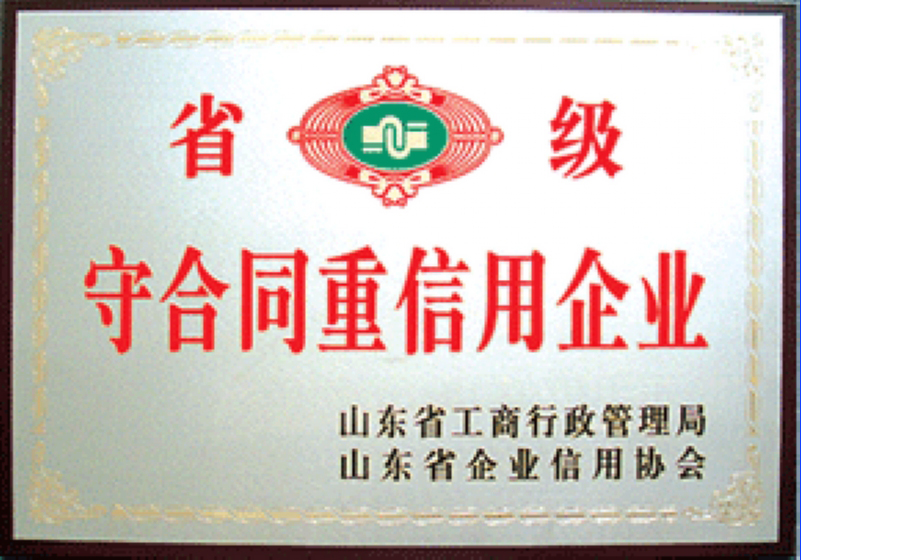 省 级
守合同重信用企业
山东省工商行政管理局
山东省企业信用协会